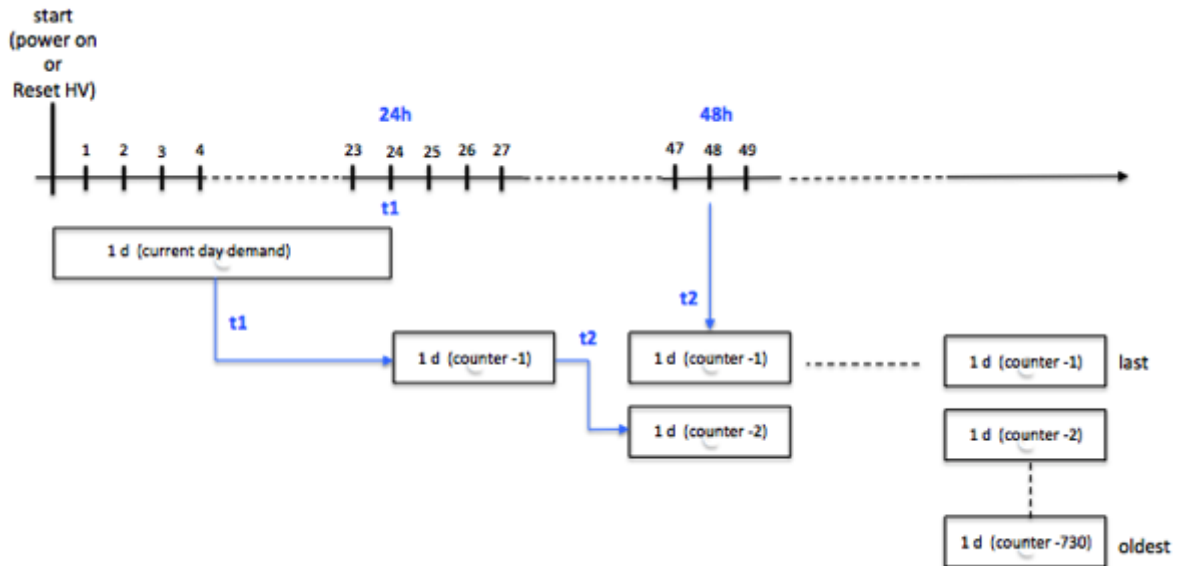 start
(power on
or
Reset HV)
24h
48h
1 2 3 4 23 24 25 26 27 47 48 49
t1
1 d (current day demand)
t1
t2
t2
1 d (counter -1)
1 d (counter -1)
1 d (counter -1)
last
1 d (counter -2)
1 d (counter -2)
1 d (counter -730)
oldest